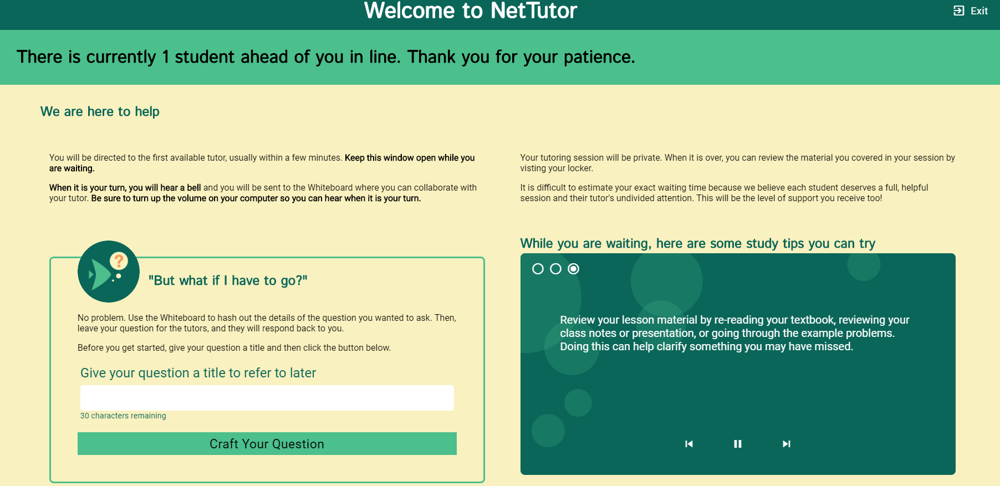 Welcome to NetTutor
Exit
There is currently 1 student ahead of you in line. Thank you for your patience.
We are here to help
You will be directed to the first available tutor, usually within a few minutes. Keep this window open while you
are waiting.
When it is your turn, you will hear a bell and you will be sent to the Whiteboard where you can collaborate with
your tutor. Be sure to turn up the volume on your computer so you can hear when it is your turn.
Your tutoring session will be private. When it is over, you can review the material you covered in your session by
visting your locker.
It is difficult to estimate your exact waiting time because we believe each student deserves a full, helpful
session and their tutor's undivided attention. This will be the level of support you receive too!
?
"But what if I have to go?"
No problem. Use the Whiteboard to hash out the details of the question you wanted to ask. Then,
leave your question for the tutors, and they will respond back to you.
Before you get started, give your question a title and then click the button below.
Give your question a title to refer to later
30 characters remaining
Craft Your Question
While you are waiting, here are some study tips you can try
Review your lesson material by re-reading your textbook, reviewing your
class notes or presentation, or going through the example problems.
Doing this can help clarify something you may have missed.